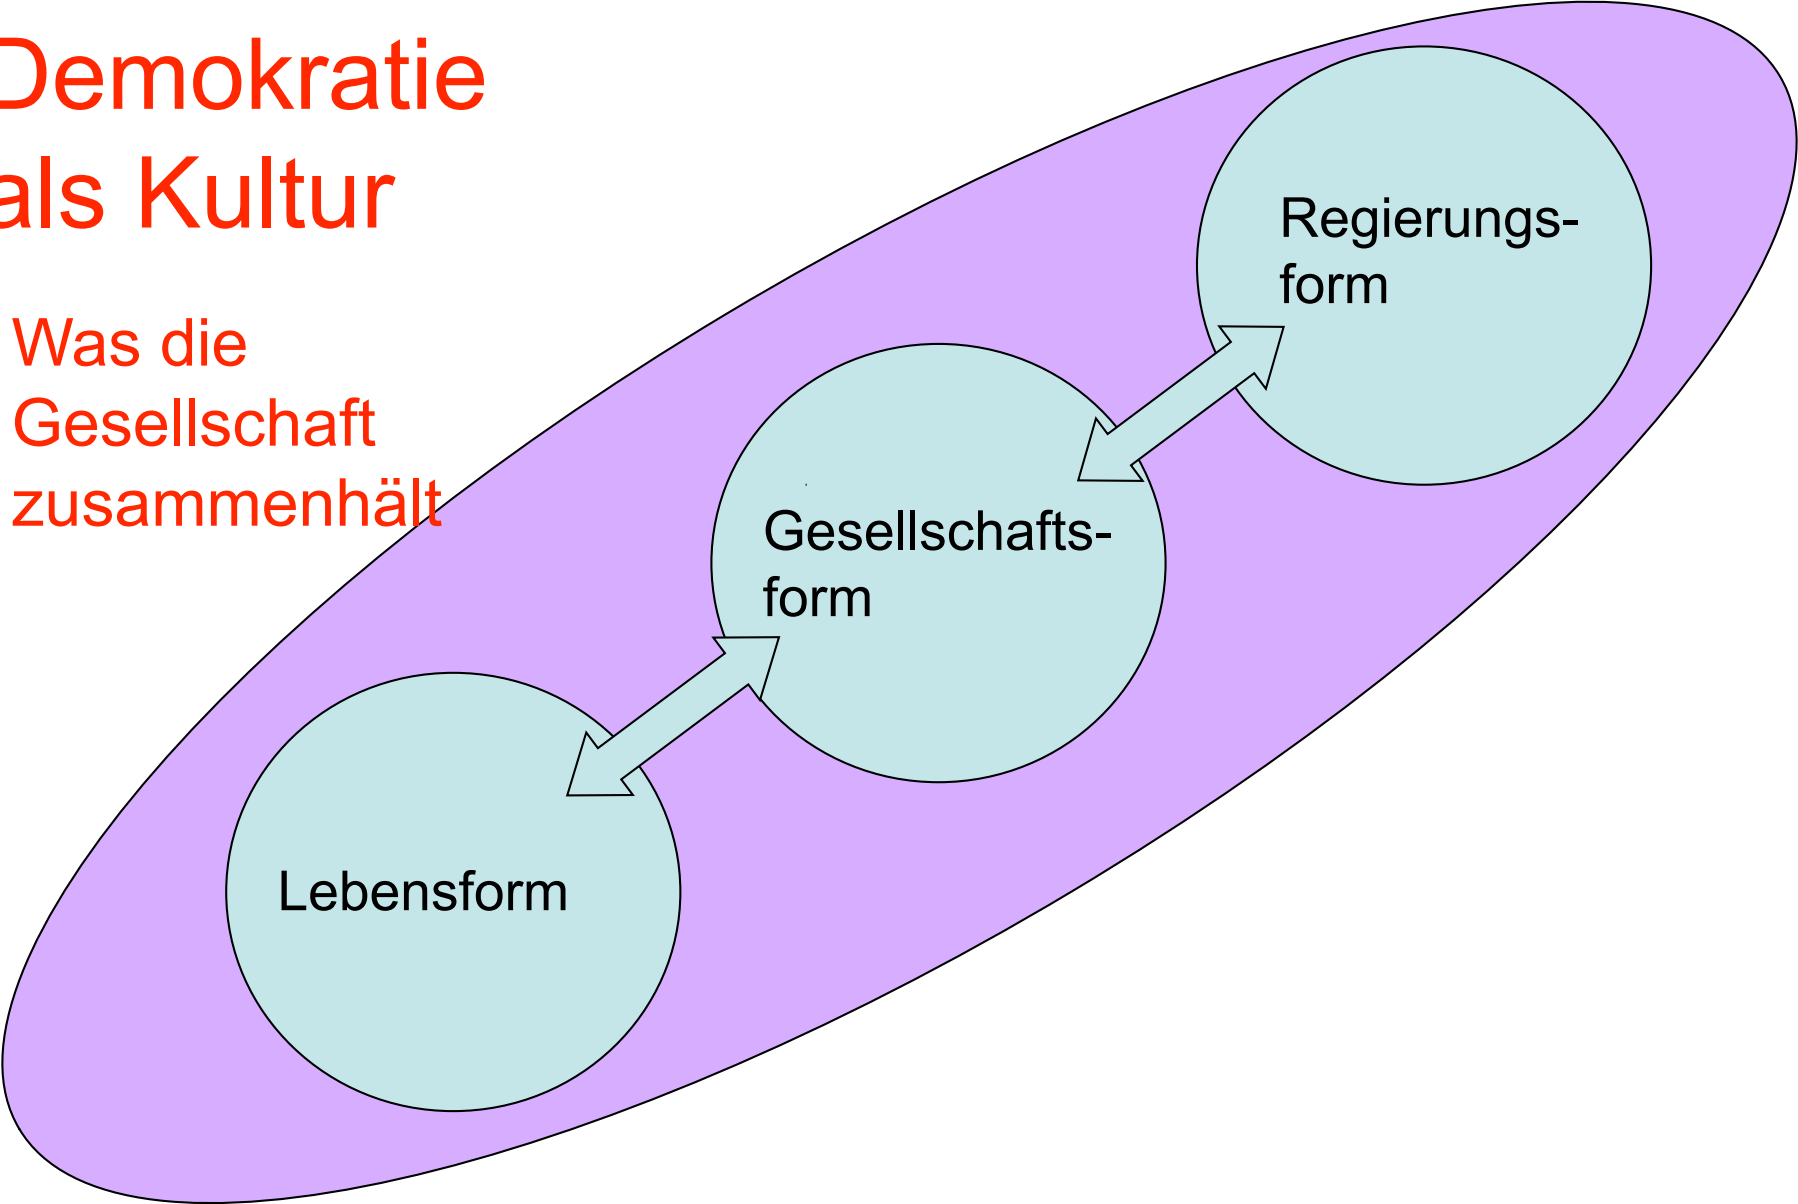 Demokratie
als Kultur
Was die
Gesellschaft
zusammenhält
Regierungs-
form
Gesellschafts-
form
Lebensform